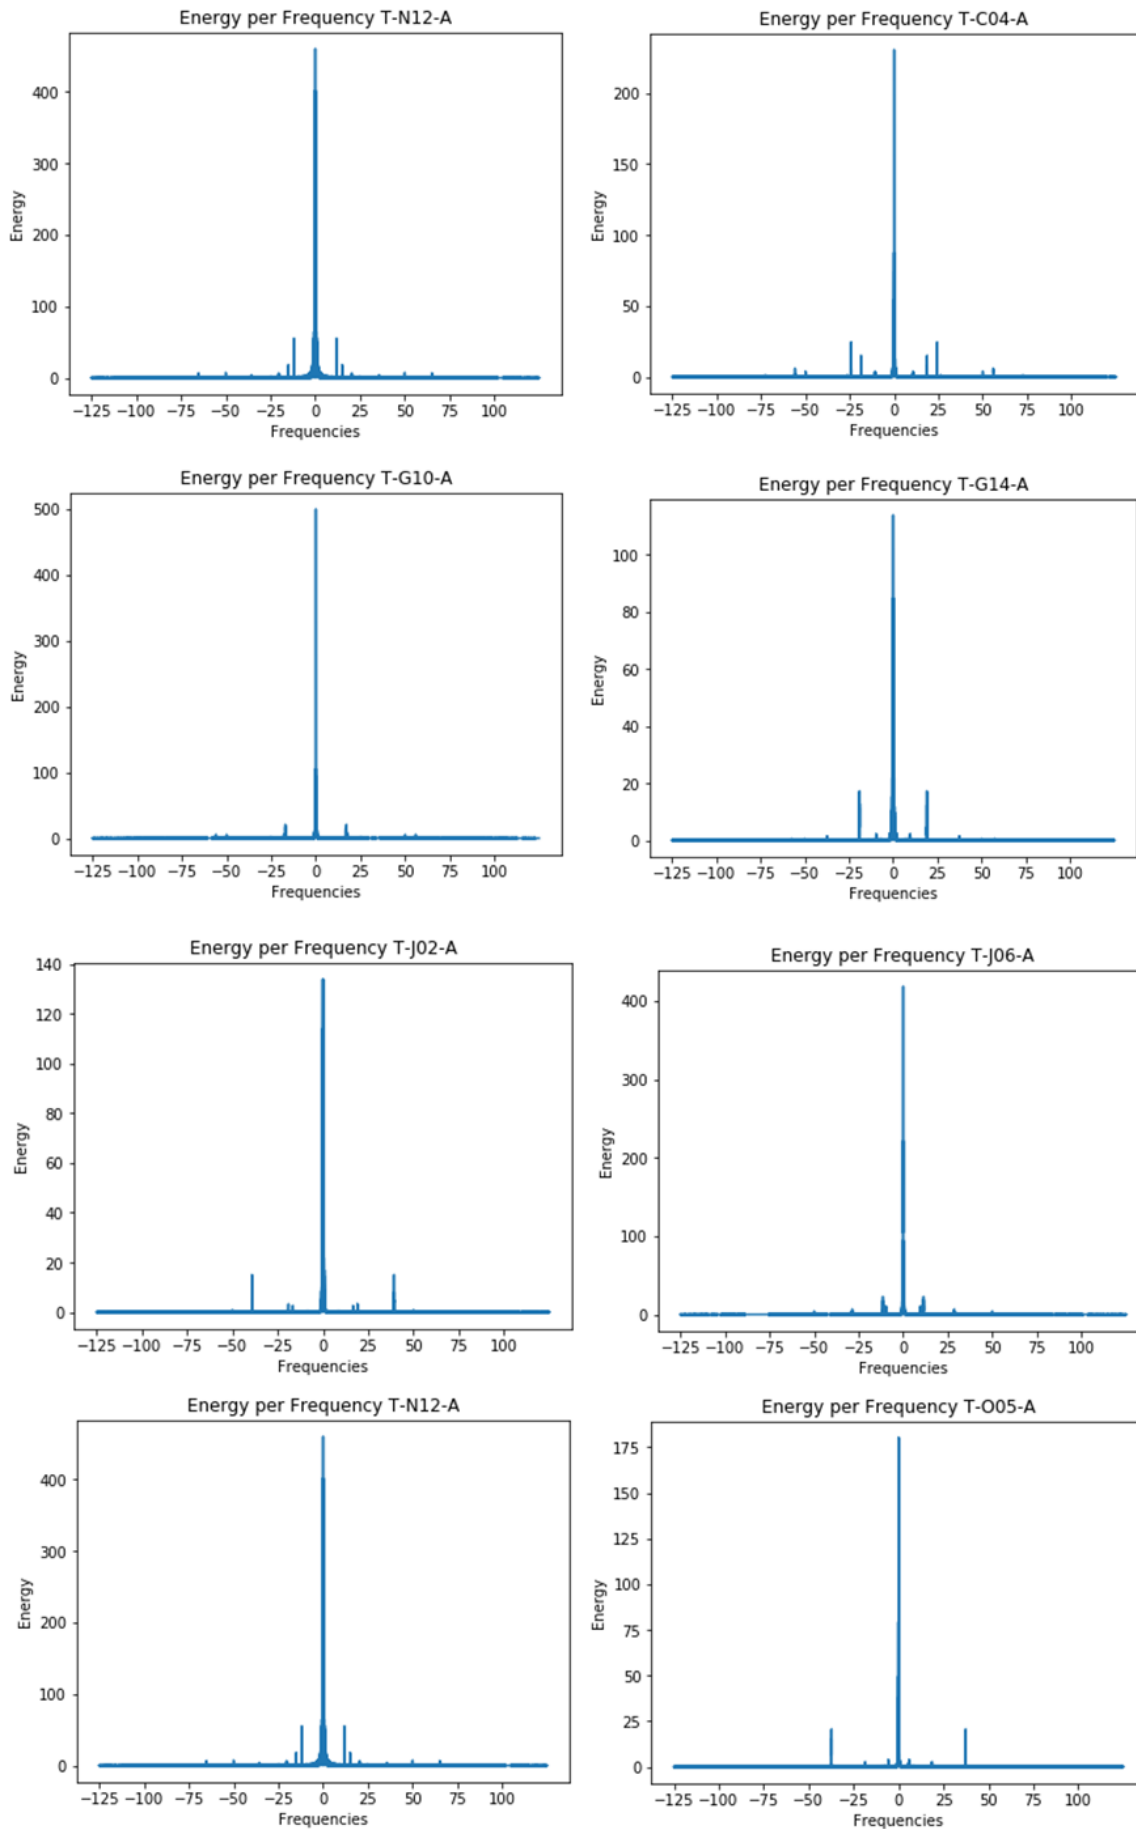 Energy per Frequency T-N12-A
400
300
200
100
0
Energy
−125 −100 −75 −50 −25 0 25 50 75 100
Frequencies
Energy per Frequency T-C04-A
200
150
100
50
0
Energy
−125 −100 −75 −50 −25 0 25 50 75 100
Frequencies
Energy per Frequency T-G10-A
500
400
300
200
100
0
Energy
−125 −100 −75 −50 −25 0 25 50 75 100
Frequencies
Energy per Frequency T-G14-A
100
80
60
40
20
0
Energy
−125 −100 −75 −50 −25 0 25 50 75 100
Frequencies
Energy per Frequency T-J02-A
140
120
100
80
60
40
20
0
Energy
−125 −100 −75 −50 −25 0 25 50 75 100
Frequencies
Energy per Frequency T-J06-A
400
300
200
100
0
Energy
−125 −100 −75 −50 −25 0 25 50 75 100
Frequencies
Energy per Frequency T-N12-A
400
300
200
100
0
Energy
−125 −100 −75 −50 −25 0 25 50 75 100
Frequencies
Energy per Frequency T-O05-A
175
150
125
100
75
50
25
0
Energy
−125 −100 −75 −50 −25 0 25 50 75 100
Frequencies